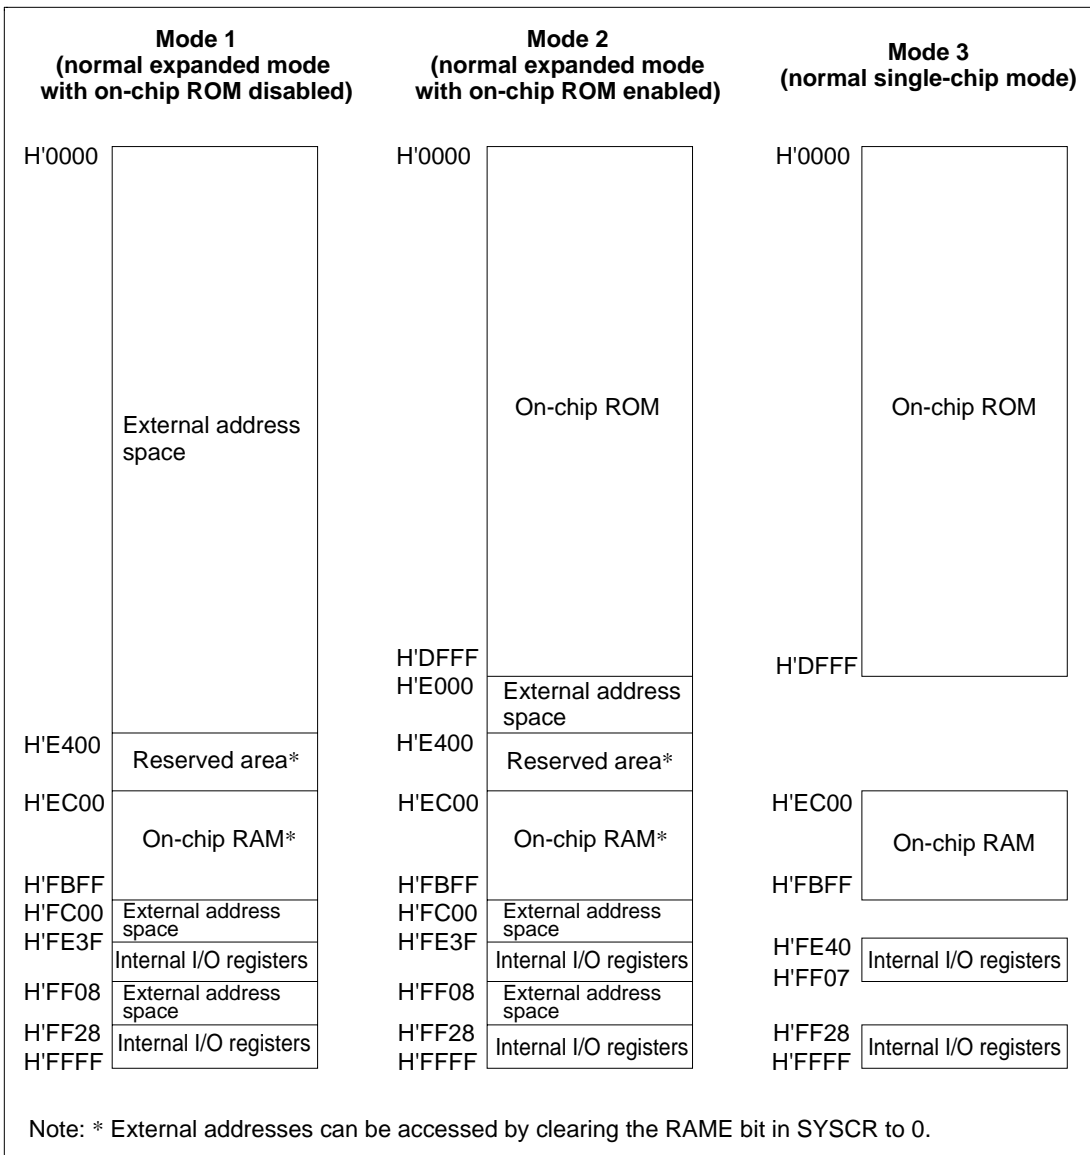 Mode 1
(normal expanded mode
with on-chip ROM disabled)
H'0000
External address
space
H'E400
Reserved area*
H'EC00
On-chip RAM*
H'FBFF
H'FC00
External address
space
H'FE3F
Internal I/O registers
H'FF08
External address
space
H'FF28
Internal I/O registers
H'FFFF
Mode 2
(normal expanded mode
with on-chip ROM enabled)
H'0000
On-chip ROM
H'DFFF
H'E000
External address
space
H'E400
Reserved area*
H'EC00
On-chip RAM*
H'FBFF
H'FC00
External address
space
H'FE3F
Internal I/O registers
H'FF08
External address
space
H'FF28
Internal I/O registers
H'FFFF
Mode 3
(normal single-chip mode)
H'0000
On-chip ROM
H'DFFF
H'EC00
On-chip RAM
H'FBFF
H'FE40
Internal I/O registers
H'FF07
H'FF28
Internal I/O registers
H'FFFF
Note: * External addresses can be accessed by clearing the RAME bit in SYSCR to 0.